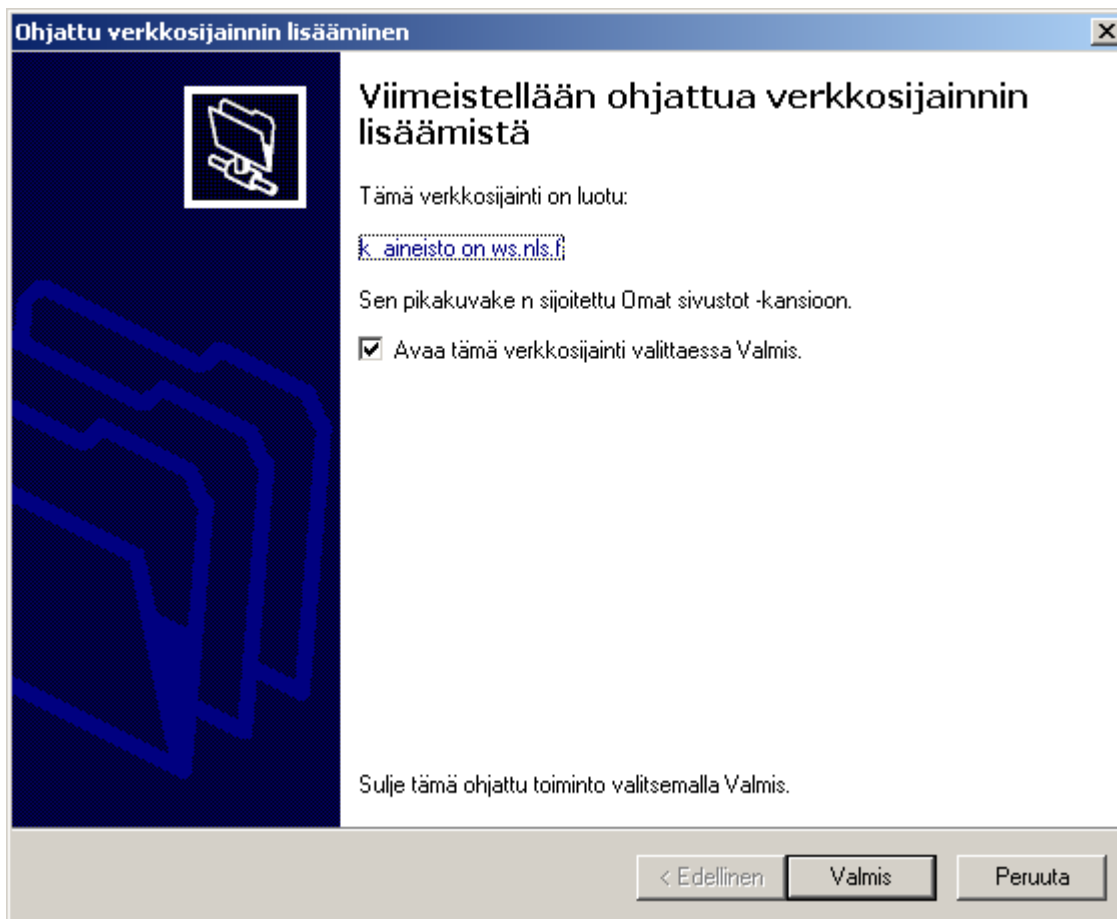 Ohjattu verkkosijainnin lisääminen
Viimeistellään ohjattua verkkosijainnin
lisäämistä
Tämä verkkosijainti on luotu:
k_aineisto on ws.nls.f
Sen pikakuvake n sijoitettu Omat sivustot -kansioon.
Avaa tämä verkkosijainti valittaessa Valmis.
Sulje tämä ohjattu toiminto valitsemalla Valmis.
< Edellinen Valmis Peruuta